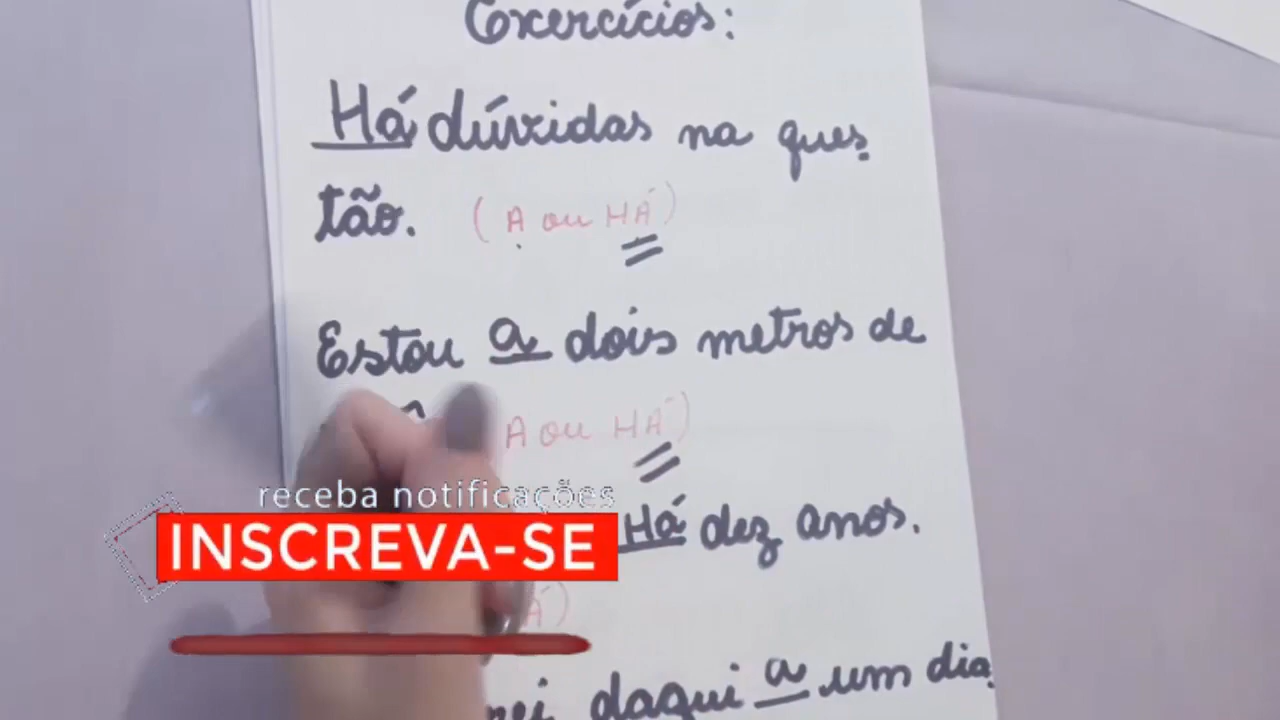 Exercícios:
Há dúvidas na ques
tão. (A ou HÁ)
Estou a dois metros de
A ou HÁ)
receba notificações
INSCREVA-SE
Há dez anos.
Á)
daqui a um dia